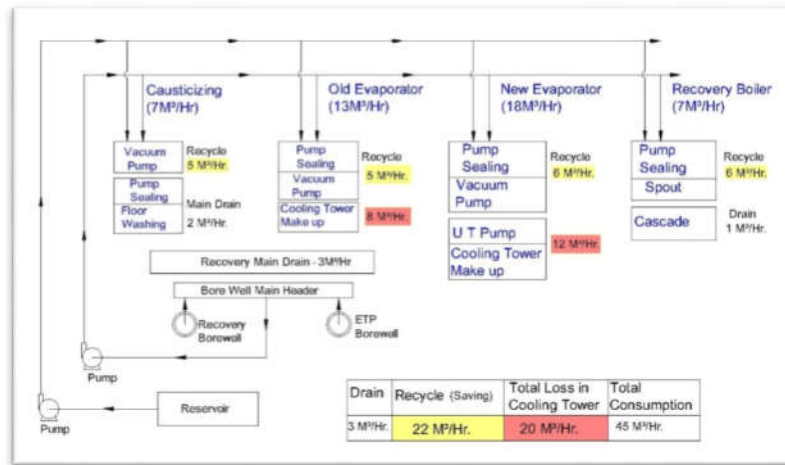 Causticizing
(7M³/Hr)
Old Evaporator
(13M³/Hr)
New Evaporator
(18M³/Hr)
Recovery Boiler
(7M³/Hr)
Vacuum
Pump
Recycle
5 M³/Hr.
Pump
Sealing
Floor
Washing
Main Drain
2 M³/Hr.
Pump
Sealing
Vacuum
Pump
Recycle
5 M³/Hr.
Cooling Tower
Make up
8 M³/Hr.
Pump
Sealing
Vacuum
Pump
Recycle
6 M³/Hr.
U T Pump
Cooling Tower
Make up
12 M³/Hr.
Pump
Sealing
Spout
Recycle
6 M³/Hr.
Cascade
Drain
1 M³/Hr.
Recovery Main Drain - 3M³/Hr
Bore Well Main Header
Recovery
Borewell
ETP
Borewell
Pump
Reservoir
Pump
Drain Recycle (Saving) Total Loss in Cooling Tower Total Consumption
3 M³/Hr. 22 M³/Hr. 20 M³/Hr. 45 M³/Hr.